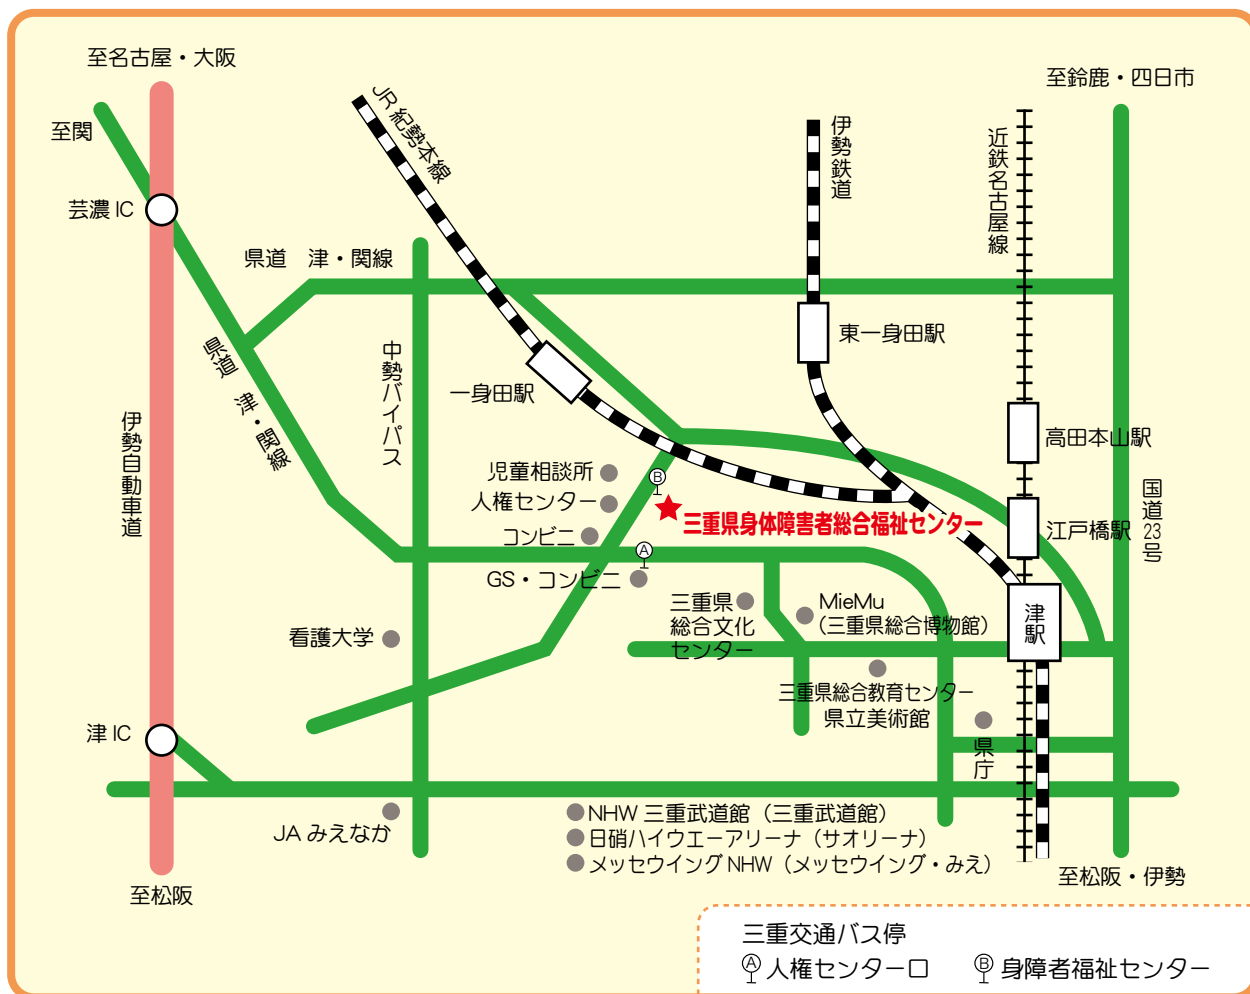 至名古屋・大阪
至関
芸濃IC
JR紀勢本線
伊勢鉄道
近鉄名古屋線
至鈴鹿・四日市
県道 津・関線
県道 津・関線
中勢バイパス
伊勢自動車道
一身田駅
東一身田駅
高田本山駅
江戸橋駅
国道23号
児童相談所
人権センター
コンビニ
GS・コンビニ
B
A
三重県身体障害者総合福祉センター
看護大学
三重県
総合文化
センター
MieMu
(三重県総合博物館)
津駅
三重県総合教育センター
県立美術館
県庁
津IC
JAみえなか
NHW 三重武道館(三重武道館)
日硝ハイウエーアリーナ(サオリーナ)
メッセウイングNHW(メッセウイング・みえ)
至松阪
至松阪・伊勢
三重交通バス停
A 人権センター口 B 身障者福祉センター